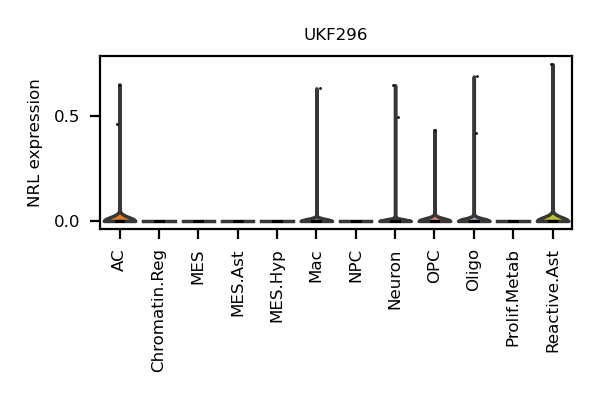 UKF296
NRL expression
0.5
0.0
AC
Chromatin.Reg
MES
MES.Ast
MES.Hyp
Mac
NPC
Neuron
OPC
Oligo
Prolif.Metab
Reactive.Ast